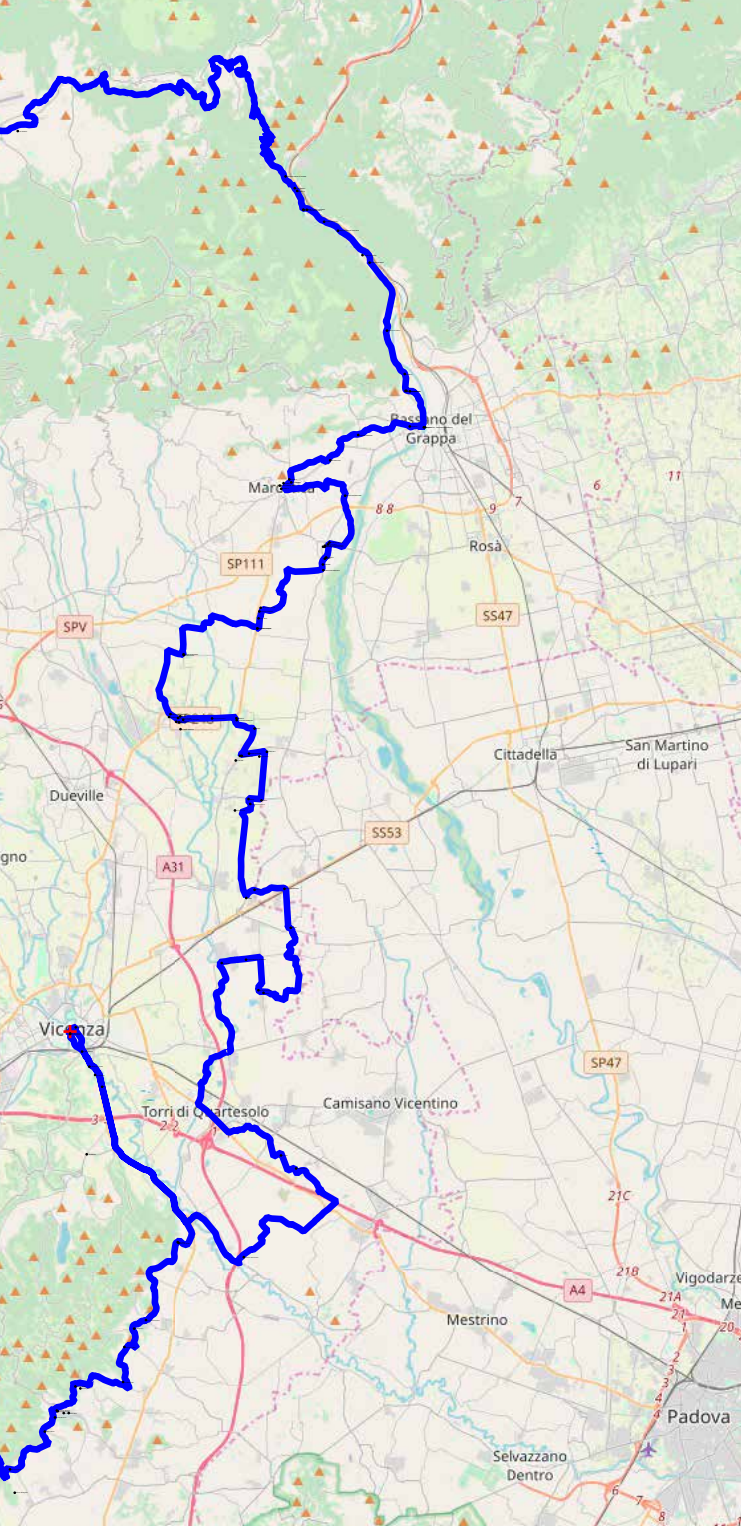 Bassano del
Grappa
11
6
7
8 8
9
Rosà
SP111
SS47
SPV
Cittadella
San Martino
di Lupari
Dueville
SS53
A31
Vicenza
SP47
Camisano Vicentino
Torri di Quartesolo
3
2 2
1
21C
21B
Vigodarze
A4
21A
Me
21
20
1
Mestrino
2
3
3
4
4
Padova
Selvazzano
Dentro
6
7
8